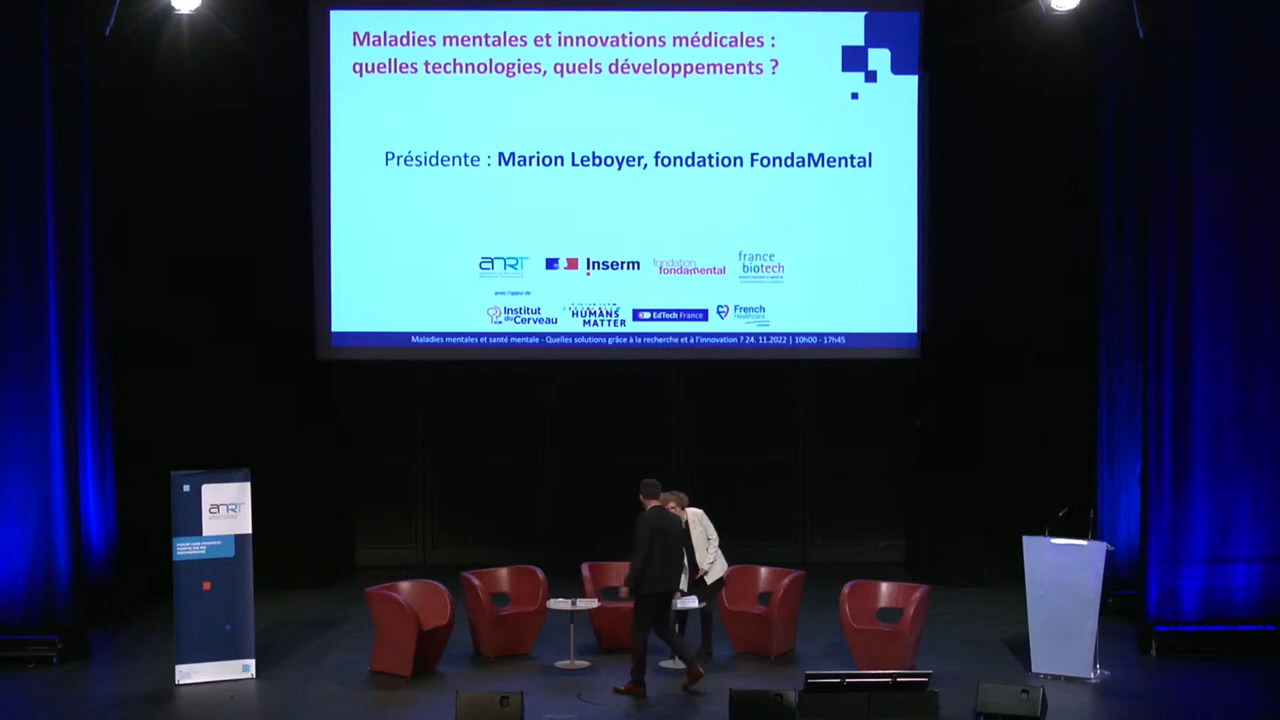 Maladies mentales et innovations médicales :
quelles technologies, quels développements ?
Présidente : Marion Leboyer, fondation FondaMental
anrt
Inserm
fondation
fondamental
france
biotech
avec l'appui de
Institut
du Cerveau
HUMANS
MATTER
EdTech France
French
Healthcare
Maladies mentales et santé mentale - Quelles solutions grâce à la recherche et à l'innovation ? 24. 11.2022 | 10h00 - 17h45
anrt